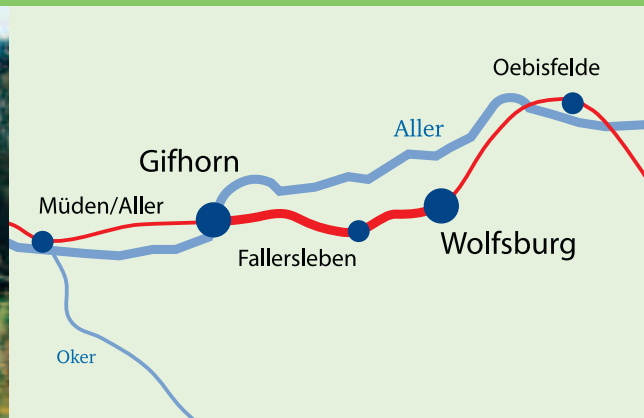 Oebisfelde
Aller
Gifhorn
Müden/Aller
Fallersleben
Wolfsburg
Oker